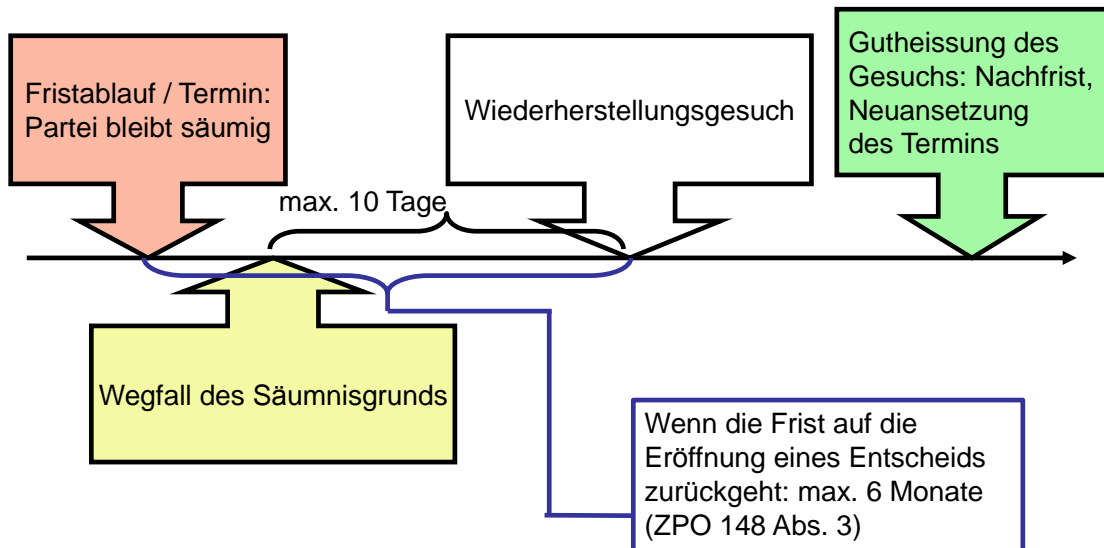 Fristablauf / Termin:
Partei bleibt säumig
max. 10 Tage
Wiederherstellungsgesuch
Gutheissung des
Gesuchs: Nachfrist,
Neuansetzung
des Termins
Wegfall des Säumnisgrunds
Wenn die Frist auf die
Eröffnung eines Entscheids
zurückgeht: max. 6 Monate
(ZPO 148 Abs. 3)